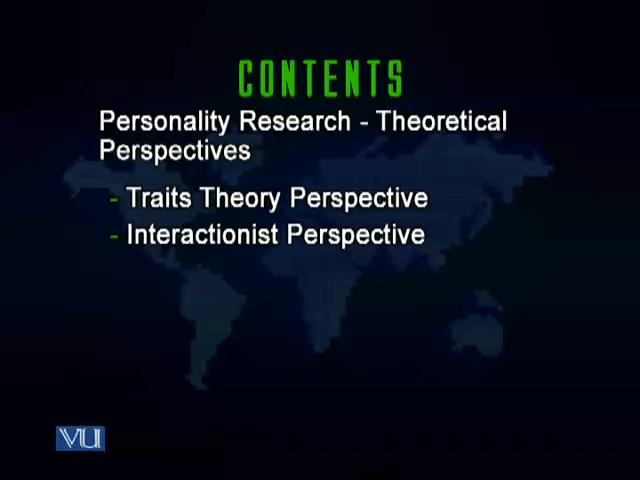 CONTENTS
Personality Research - Theoretical
Perspectives
- Traits Theory Perspective
- Interactionist Perspective
VU